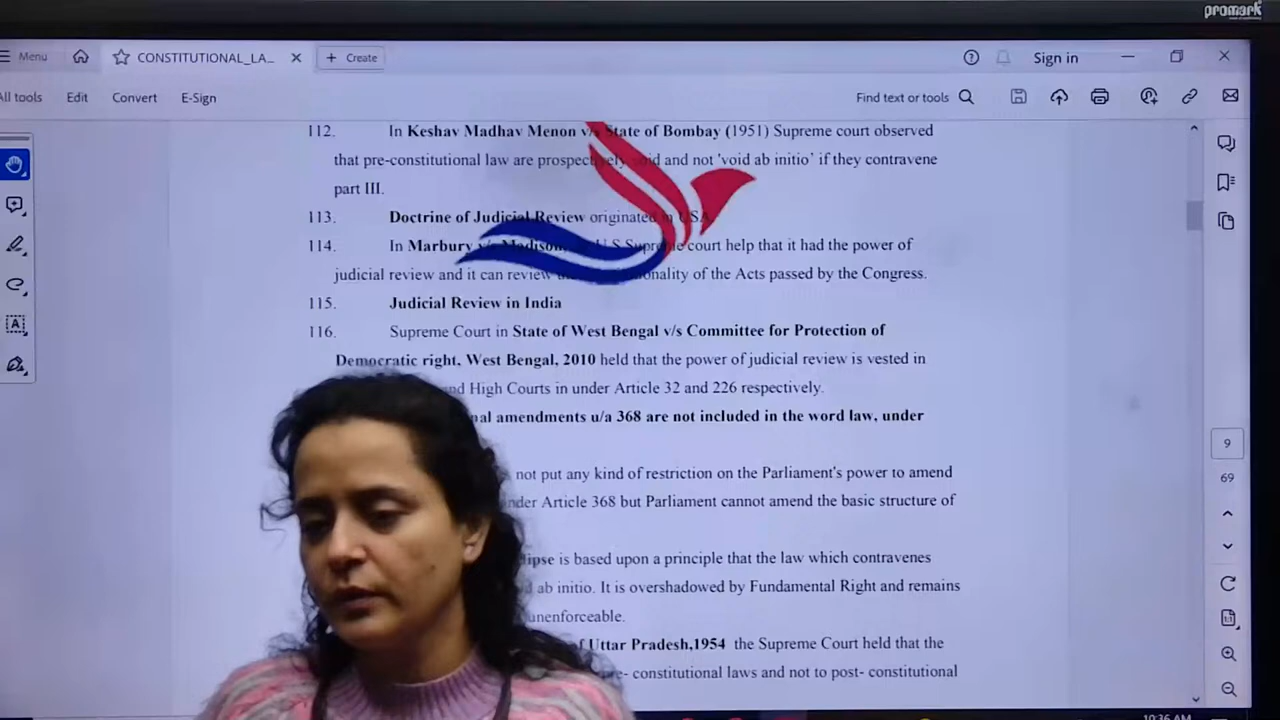 promark
Menu
CONSTITUTIONAL_LA...
Create
Sign in
All tools
Edit
Convert
E-Sign
Find text or tools
112. In Keshav Madhav Menon v/s State of Bombay (1951) Supreme court observed
that pre-constitutional law are prospectively void and not 'void ab initio' if they contravene
part III.
113. Doctrine of Judicial Review originated in USA.
114. In Marbury v/s Madison, U S Supreme court help that it had the power of
judicial review and it can review of the Acts passed by the Congress.
115. Judicial Review in India
116. Supreme Court in State of West Bengal v/s Committee for Protection of
Democratic right, West Bengal, 2010 held that the power of judicial review is vested in
and High Courts in under Article 32 and 226 respectively.
amendments u/a 368 are not included in the word law, under
9
not put any kind of restriction on the Parliament's power to amend
69
under Article 368 but Parliament cannot amend the basic structure of
is based upon a principle that the law which contravenes
ab initio. It is overshadowed by Fundamental Right and remains
unenforceable.
of Uttar Pradesh,1954 the Supreme Court held that the
constitutional laws and not to post- constitutional
10:36 AM